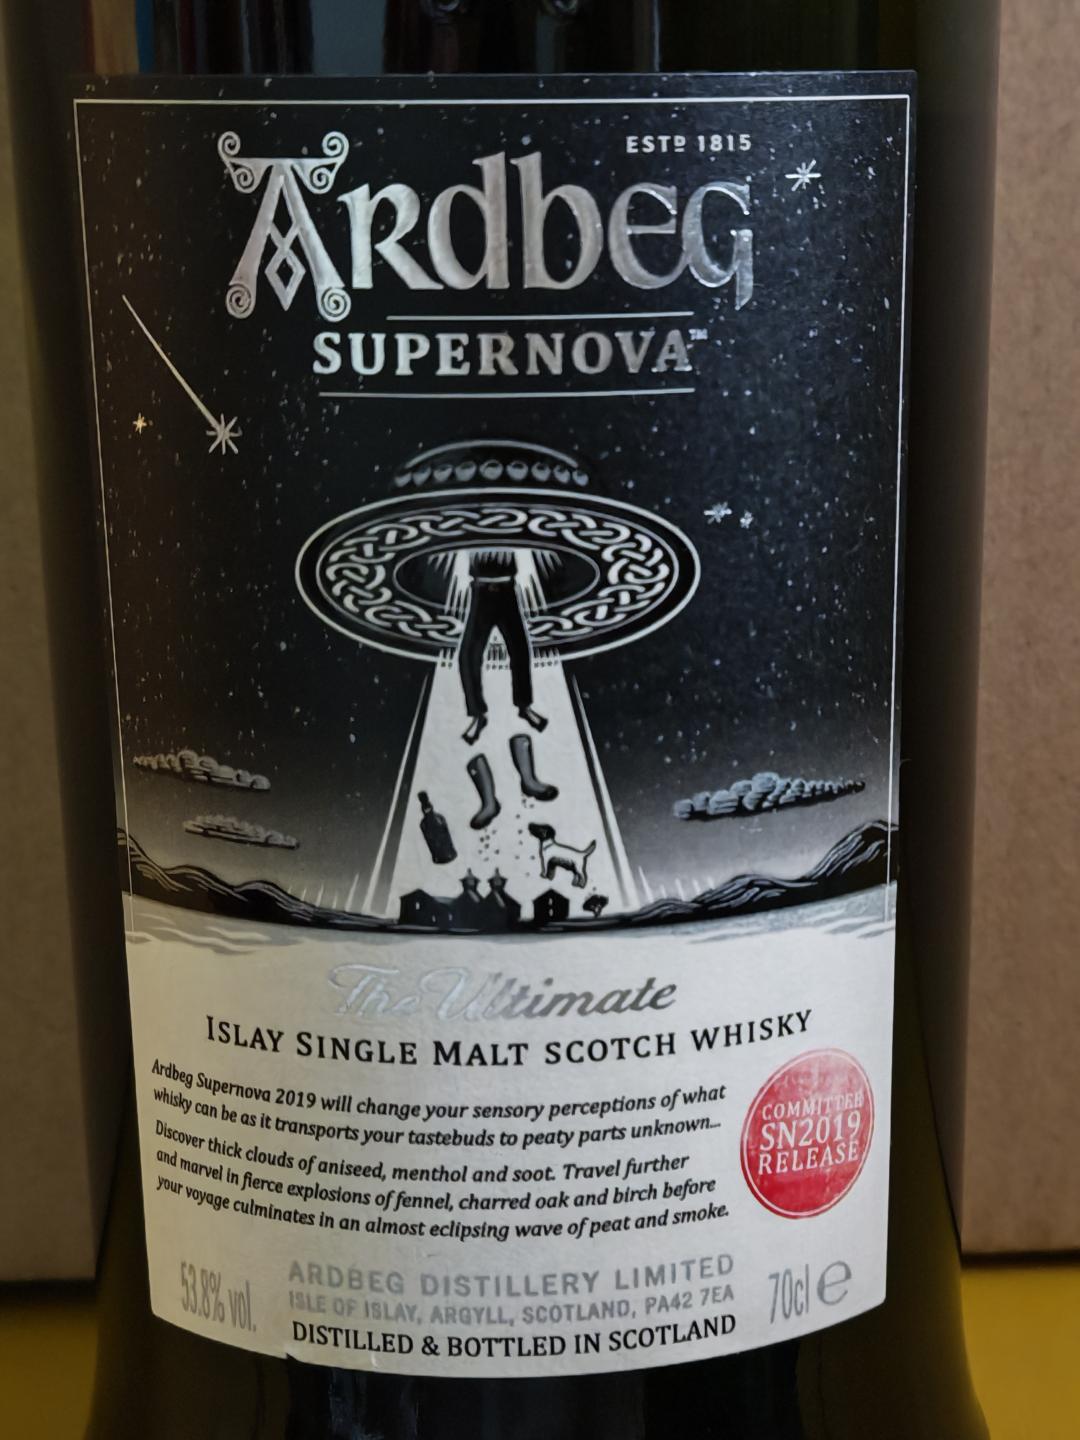 ESTD 1815
ARdbEG
SUPERNOVA™
The Ultimate
ISLAY SINGLE MALT SCOTCH WHISKY
Ardbeg Supernova 2019 will change your sensory perceptions of what
whisky can be as it transports your tastebuds to peaty parts unknown...
Discover thick clouds of aniseed, menthol and soot. Travel further
and marvel in fierce explosions of fennel, charred oak and birch before
your voyage culminates in an almost eclipsing wave of peat and smoke.
COMMITTEE
SN2019
RELEASE
53.8% vol.
ARDBEG DISTILLERY LIMITED
ISLE OF ISLAY, ARGYLL, SCOTLAND, PA42 7EA
DISTILLED & BOTTLED IN SCOTLAND
70cl e